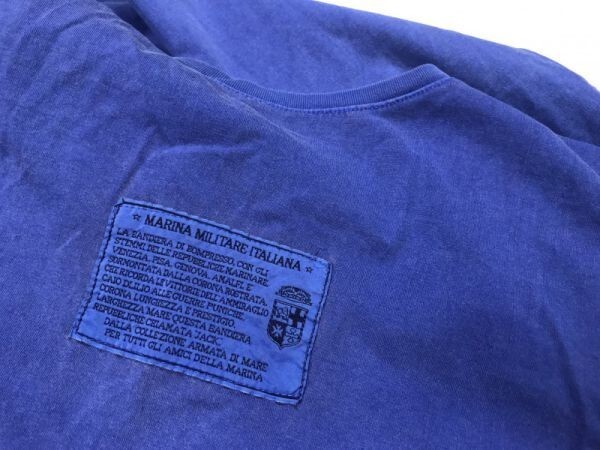 ☆ MARINA MILITARE ITALIANA ☆
LA BANDIERA DI BOMPRESSO, CON GLI
STEMMI DELLE REPUBBLICHE MARINARE
VENEZIA, PISA, GENOVA, AMALFI, E
SORMONTATA DALLA CORONA ROSTRATA,
CHE RICORDA LE VITTORIE DELL'AMMIRAGLIO
CAIO DUILIO ALLE GUERRE PUNICHE.
CORONA LUNGHEZZA E PRESTIGIO,
LARGHEZZA MARE QUESTA BANDIERA
REPUBBLICHE CHIAMATA JACK.
DALLA COLLEZIONE ARMATA DI MARE
PER TUTTI GLI AMICI DELLA MARINA